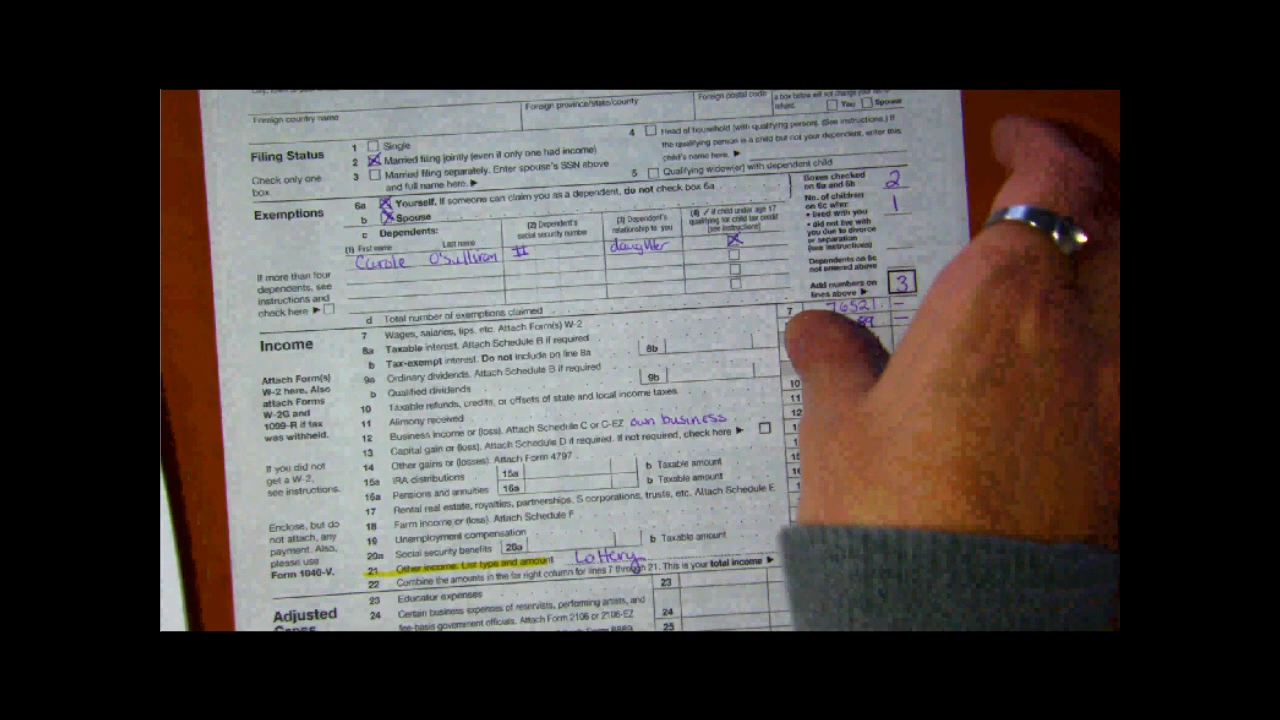 Foreign country name
Foreign province/state/county
Foreign postal code
a box below will not change your tax or
refund. You Spouse
Filing Status
Check only one
box
1 Single
2 Married filing jointly (even if only one had income)
3 Married filing separately. Enter spouse's SSN above
and full name here. ►
4 Head of household (with qualifying person). (See instructions.) If
the qualifying person is a child but not your dependent, enter this
child's name here. ►
5 Qualifying widow(er) with dependent child
Exemptions
6a Yourself. If someone can claim you as a dependent, do not check box 6a
b Spouse
c Dependents:
(1) First name Last name
(2) Dependent's
social security number
(3) Dependent's
relationship to you
(4) ✓ if child under age 17
qualifying for child tax credit
(see instructions)
Carole O'Sullivan # daughter
If more than four
dependents, see
instructions and
check here ►
d Total number of exemptions claimed
Boxes checked
on 6a and 6b 2
No. of children
on 6c who:
• lived with you 1
• did not live with
you due to divorce
or separation
(see instructions)
Dependents on 6c
not entered above
Add numbers on
lines above ► 3
Income
Attach Form(s)
W-2 here. Also
attach Forms
W-2G and
1099-R if tax
was withheld.
If you did not
get a W-2,
see instructions.
Enclose, but do
not attach, any
payment. Also,
please use
Form 1040-V.
7 Wages, salaries, tips, etc. Attach Form(s) W-2 7 76521 —
8a Taxable interest. Attach Schedule B if required 89 —
b Tax-exempt interest. Do not include on line 8a 8b
9a Ordinary dividends. Attach Schedule B if required
b Qualified dividends 9b
10 Taxable refunds, credits, or offsets of state and local income taxes 10
11 Alimony received 11
12 Business income or (loss). Attach Schedule C or C-EZ own business 12
13 Capital gain or (loss). Attach Schedule D if required. If not required, check here ►
14 Other gains or (losses). Attach Form 4797
15a IRA distributions 15a b Taxable amount
16a Pensions and annuities 16a b Taxable amount
17 Rental real estate, royalties, partnerships, S corporations, trusts, etc. Attach Schedule E
18 Farm income or (loss). Attach Schedule F
19 Unemployment compensation
20a Social security benefits 20a b Taxable amount
21 Other income. List type and amount Lottery
22 Combine the amounts in the far right column for lines 7 through 21. This is your total income ►
Adjusted
Gross
23 Educator expenses 23
24 Certain business expenses of reservists, performing artists, and
fee-basis government officials. Attach Form 2106 or 2106-EZ 24
25